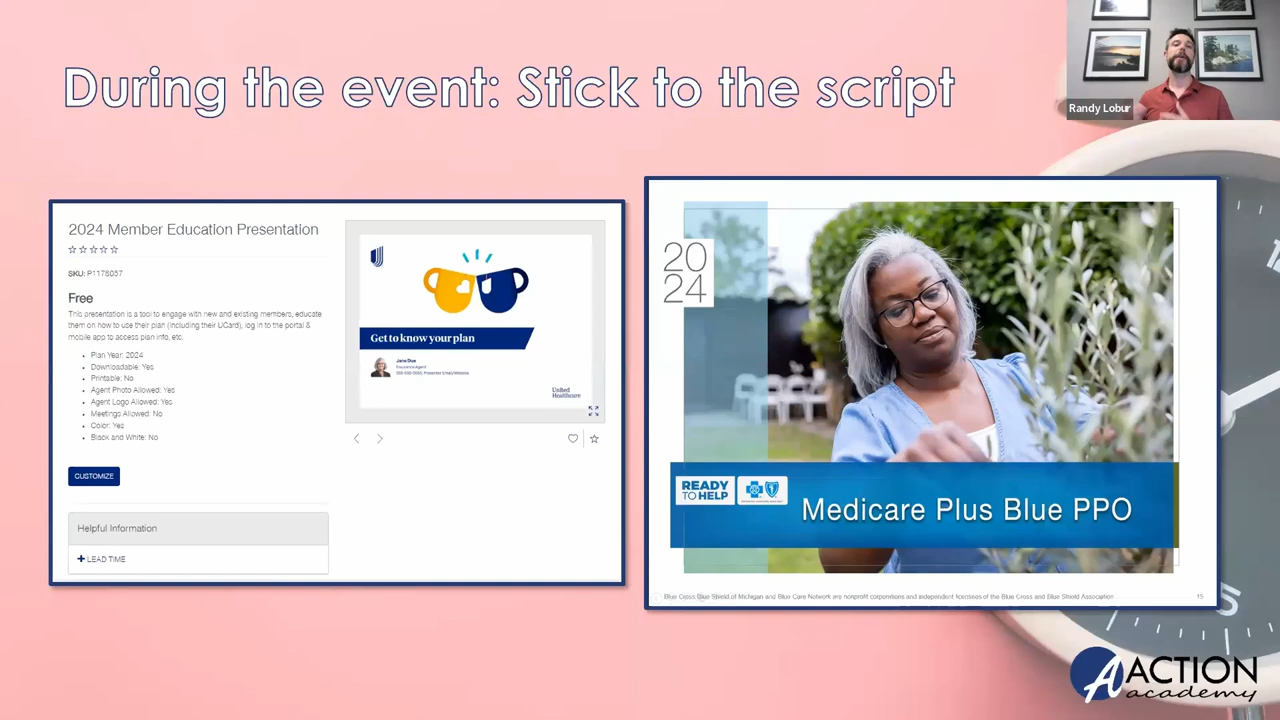 During the event: Stick to the script
Randy Lobur
2024 Member Education Presentation
SKU: P1178057
Free
This presentation is a tool to engage with new and existing members, educate
them on how to use their plan (including their UCard), log in to the portal &
mobile app to access plan info, etc.
Plan Year: 2024
Downloadable: Yes
Printable: No
Agent Photo Allowed: Yes
Agent Logo Allowed: Yes
Meetings Allowed: No
Color: Yes
Black and White: No
CUSTOMIZE
Helpful Information
+ LEAD TIME
Get to know your plan
Jane Doe
Insurance Agent
United
Healthcare
20
24
READY
TO HELP
Medicare Plus Blue PPO
Blue Cross Blue Shield of Michigan and Blue Care Network are nonprofit corporations and independent licensees of the Blue Cross and Blue Shield Association
15
12
5
A ACTION
academy